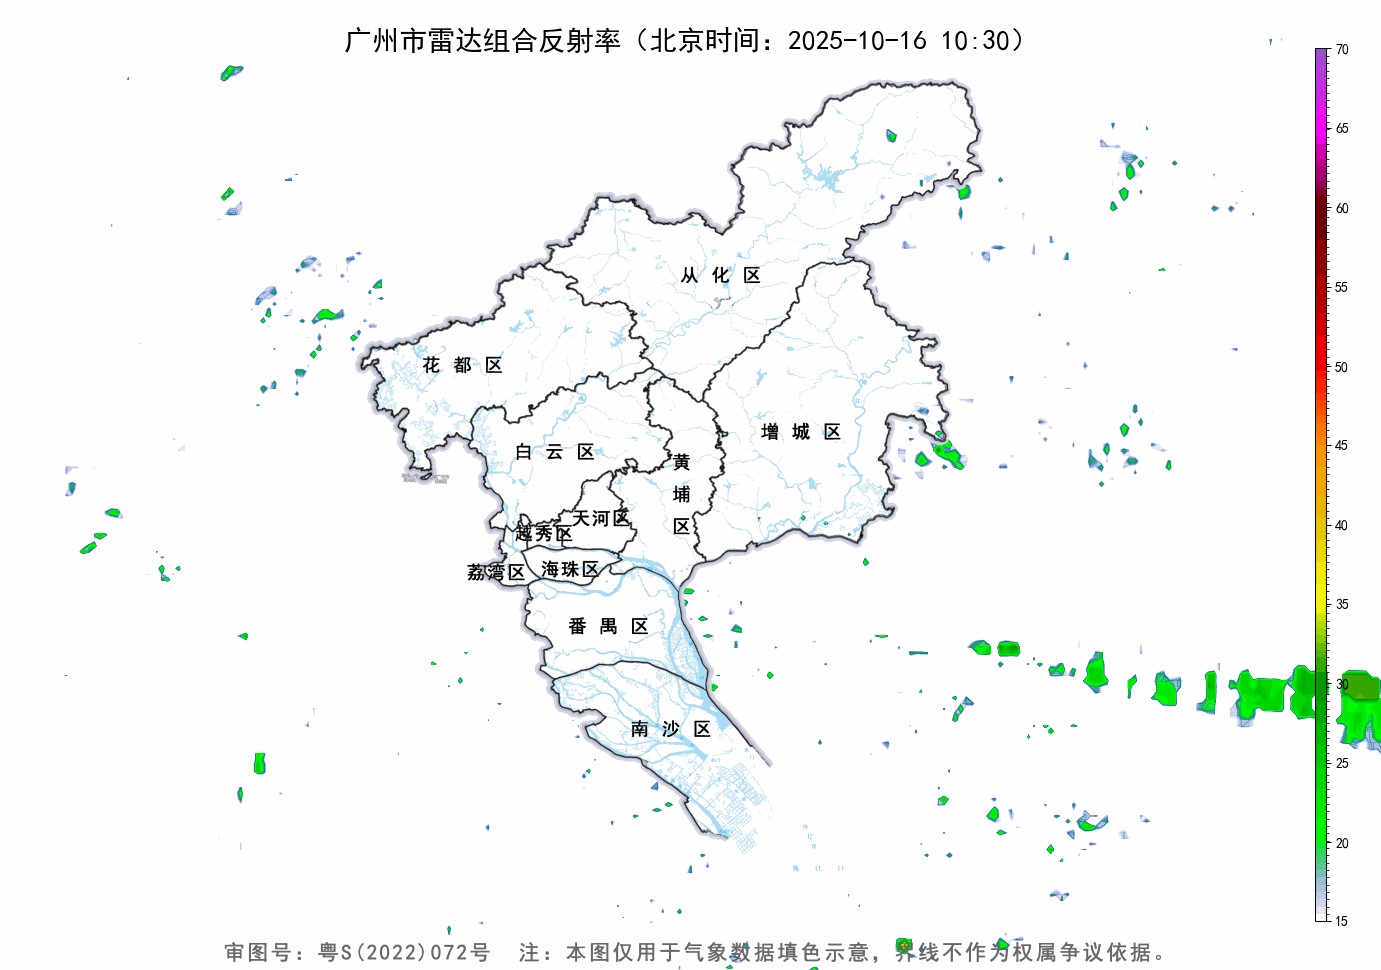 广州市雷达组合反射率（北京时间：2025-10-16 10:30）
70
65
60
55
50
45
40
35
30
25
20
15
从化区
花都区
增城区
白云区
黄埔区
天河区
越秀区
荔湾区
海珠区
番禺区
南沙区
审图号：粤S(2022)072号 注：本图仅用于气象数据填色示意，界线不作为权属争议依据。